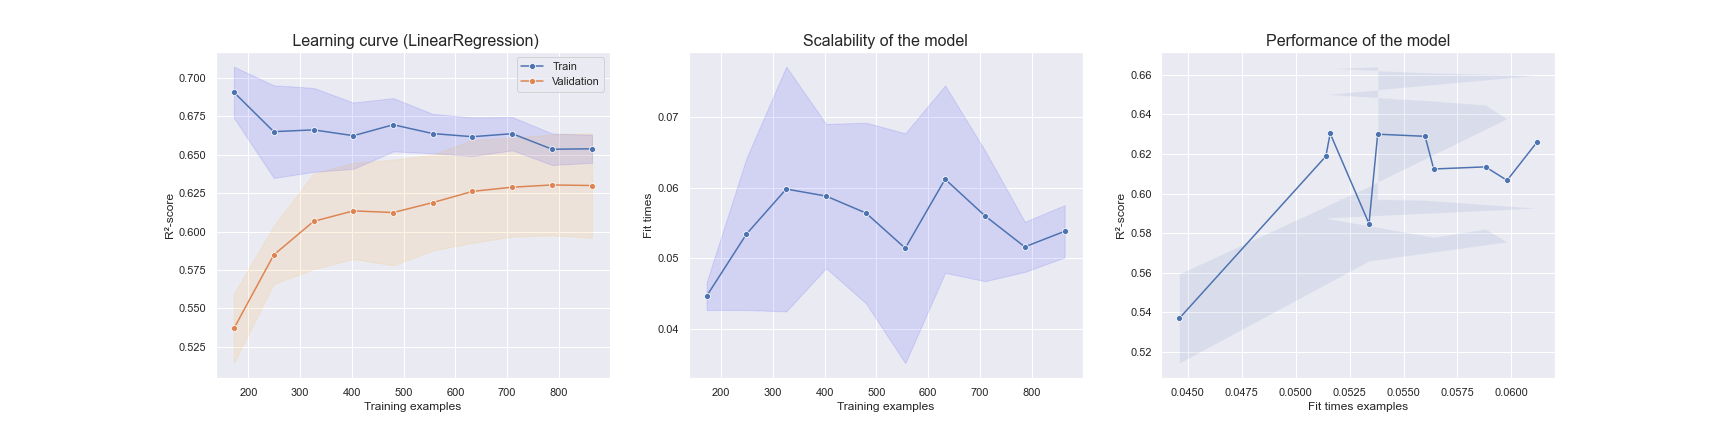 Learning curve (LinearRegression)
Train
Validation
0.700
0.675
0.650
0.625
0.600
0.575
0.550
0.525
R²-score
200 300 400 500 600 700 800
Training examples
Scalability of the model
0.07
0.06
0.05
0.04
Fit times
200 300 400 500 600 700 800
Training examples
Performance of the model
0.66
0.64
0.62
0.60
0.58
0.56
0.54
0.52
R²-score
0.0450 0.0475 0.0500 0.0525 0.0550 0.0575 0.0600
Fit times examples